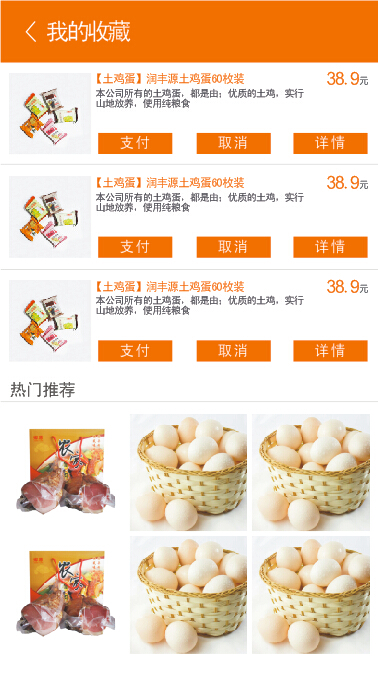 我的收藏
【土鸡蛋】润丰源土鸡蛋60枚装
38.9元
本公司所有的土鸡蛋，都是由；优质的土鸡，实行
山地放养，使用纯粮食
支付 取消 详情
【土鸡蛋】润丰源土鸡蛋60枚装
38.9元
本公司所有的土鸡蛋，都是由；优质的土鸡，实行
山地放养，使用纯粮食
支付 取消 详情
【土鸡蛋】润丰源土鸡蛋60枚装
38.9元
本公司所有的土鸡蛋，都是由；优质的土鸡，实行
山地放养，使用纯粮食
支付 取消 详情
热门推荐
农家
农家